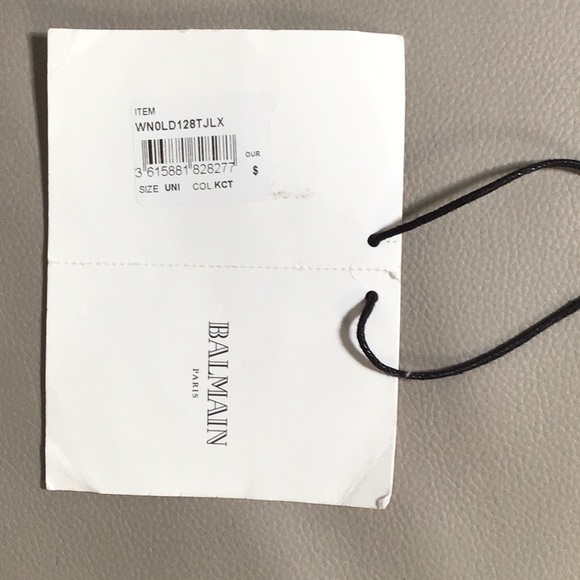 ITEM
WN0LD128TJLX
OUR
3 615881 828277 $
SIZE UNI COL KCT
BALMAIN
PARIS